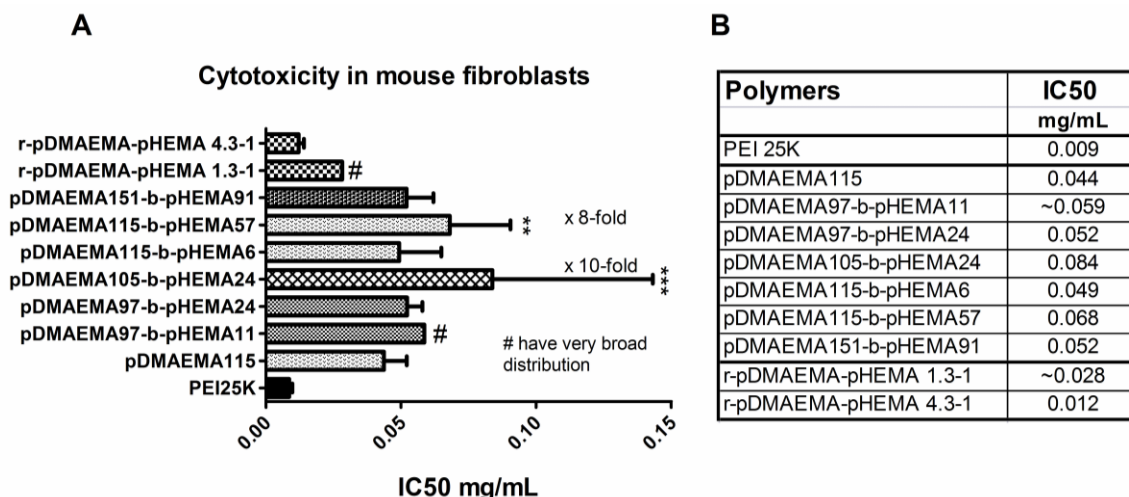 A
Cytotoxicity in mouse fibroblasts
r-pDMAEMA-pHEMA 4.3-1
r-pDMAEMA-pHEMA 1.3-1
#
pDMAEMA151-b-pHEMA91
pDMAEMA115-b-pHEMA57
**
x 8-fold
pDMAEMA115-b-pHEMA6
x 10-fold
pDMAEMA105-b-pHEMA24
***
pDMAEMA97-b-pHEMA24
pDMAEMA97-b-pHEMA11
#
# have very broad
distribution
pDMAEMA115
PEI25K
0.00
0.05
0.10
0.15
IC50 mg/mL
B
Polymers IC50
mg/mL
PEI 25K 0.009
pDMAEMA115 0.044
pDMAEMA97-b-pHEMA11 ~0.059
pDMAEMA97-b-pHEMA24 0.052
pDMAEMA105-b-pHEMA24 0.084
pDMAEMA115-b-pHEMA6 0.049
pDMAEMA115-b-pHEMA57 0.068
pDMAEMA151-b-pHEMA91 0.052
r-pDMAEMA-pHEMA 1.3-1 ~0.028
r-pDMAEMA-pHEMA 4.3-1 0.012